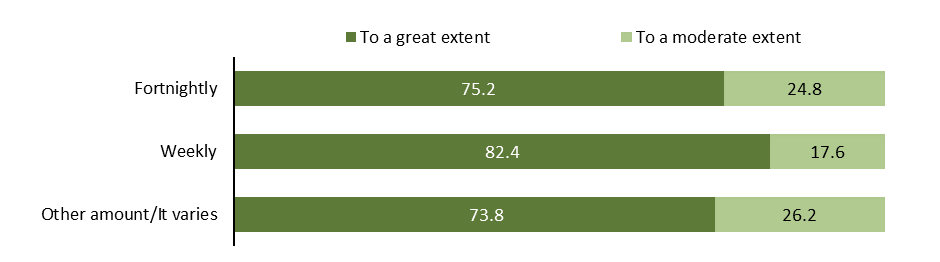 To a great extent To a moderate extent
Fortnightly 75.2 24.8
Weekly 82.4 17.6
Other amount/It varies 73.8 26.2